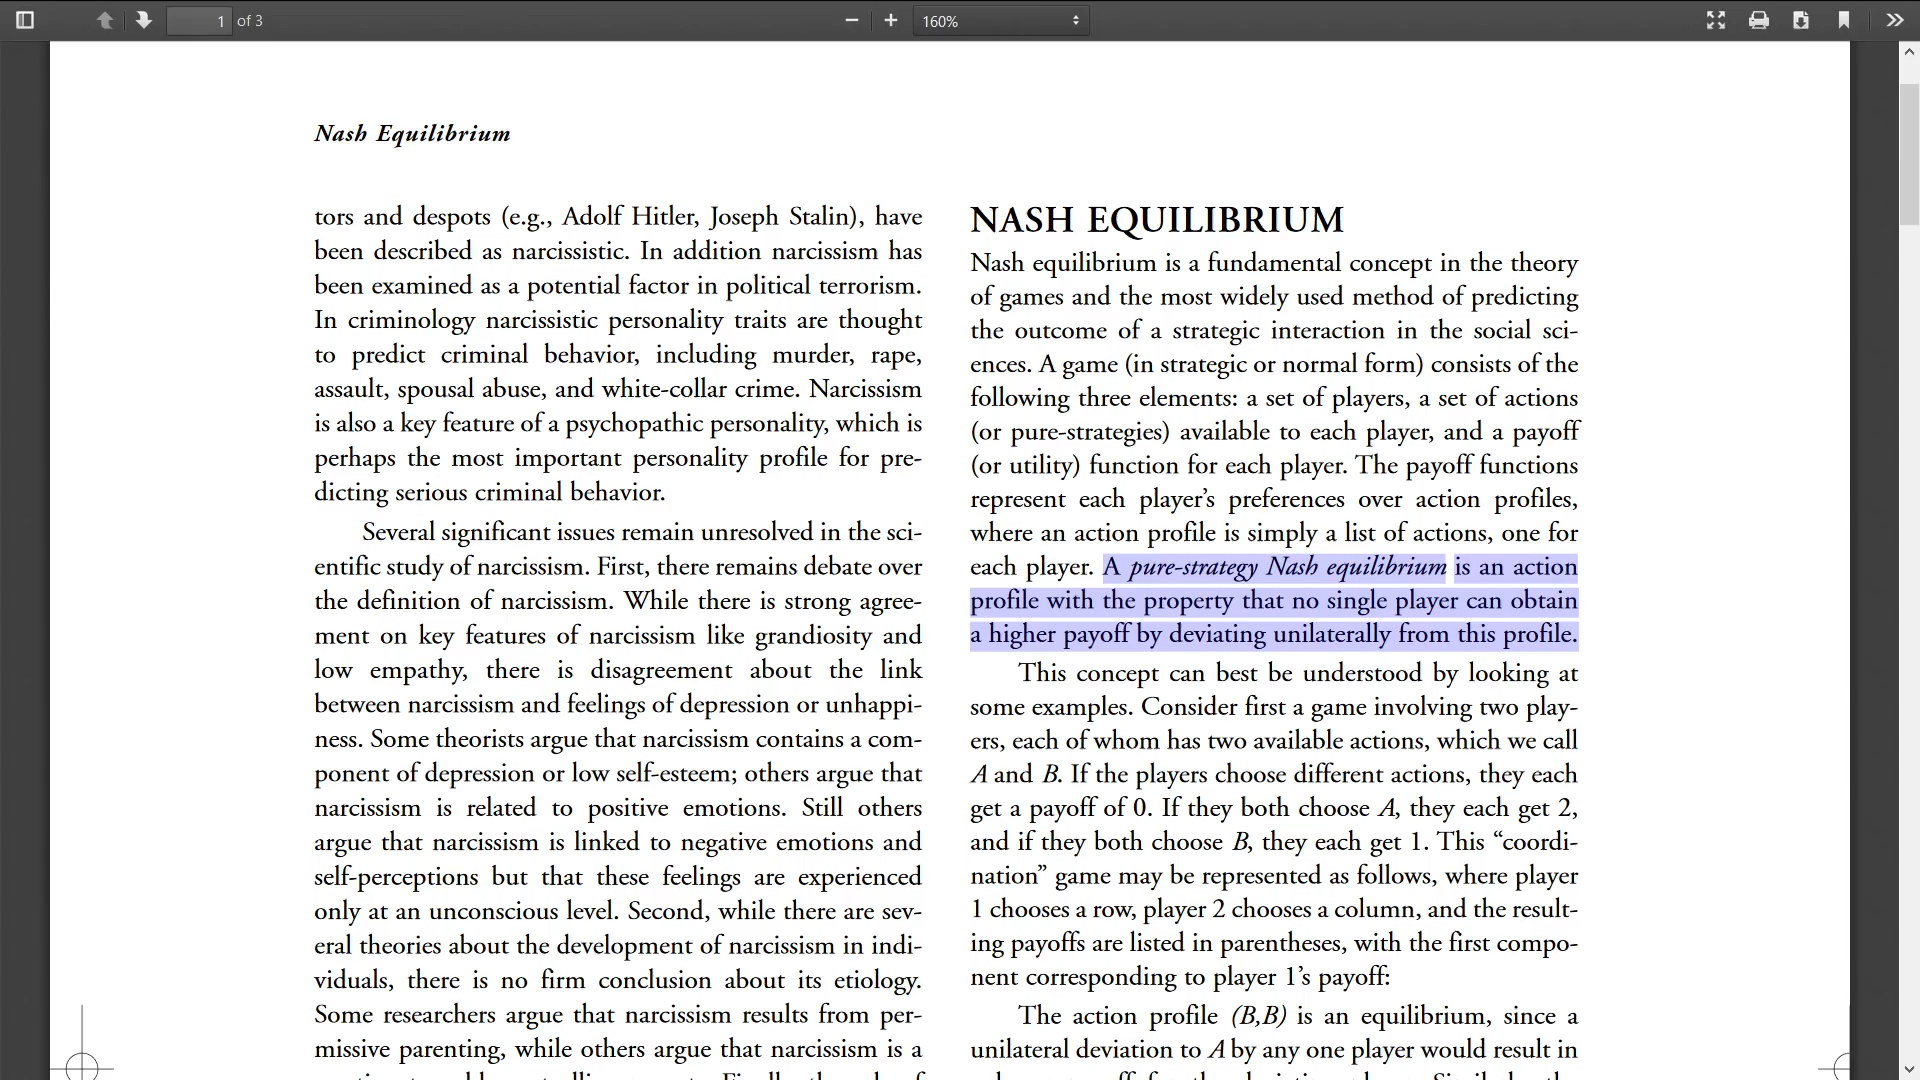 1 of 3
160%
Nash Equilibrium
tors and despots (e.g., Adolf Hitler, Joseph Stalin), have
been described as narcissistic. In addition narcissism has
been examined as a potential factor in political terrorism.
In criminology narcissistic personality traits are thought
to predict criminal behavior, including murder, rape,
assault, spousal abuse, and white-collar crime. Narcissism
is also a key feature of a psychopathic personality, which is
perhaps the most important personality profile for pre-
dicting serious criminal behavior.
Several significant issues remain unresolved in the sci-
entific study of narcissism. First, there remains debate over
the definition of narcissism. While there is strong agree-
ment on key features of narcissism like grandiosity and
low empathy, there is disagreement about the link
between narcissism and feelings of depression or unhappi-
ness. Some theorists argue that narcissism contains a com-
ponent of depression or low self-esteem; others argue that
narcissism is related to positive emotions. Still others
argue that narcissism is linked to negative emotions and
self-perceptions but that these feelings are experienced
only at an unconscious level. Second, while there are sev-
eral theories about the development of narcissism in indi-
viduals, there is no firm conclusion about its etiology.
Some researchers argue that narcissism results from per-
missive parenting, while others argue that narcissism is a
NASH EQUILIBRIUM
Nash equilibrium is a fundamental concept in the theory
of games and the most widely used method of predicting
the outcome of a strategic interaction in the social sci-
ences. A game (in strategic or normal form) consists of the
following three elements: a set of players, a set of actions
(or pure-strategies) available to each player, and a payoff
(or utility) function for each player. The payoff functions
represent each player's preferences over action profiles,
where an action profile is simply a list of actions, one for
each player. A pure-strategy Nash equilibrium is an action
profile with the property that no single player can obtain
a higher payoff by deviating unilaterally from this profile.
This concept can best be understood by looking at
some examples. Consider first a game involving two play-
ers, each of whom has two available actions, which we call
A and B. If the players choose different actions, they each
get a payoff of 0. If they both choose A, they each get 2,
and if they both choose B, they each get 1. This “coordi-
nation” game may be represented as follows, where player
1 chooses a row, player 2 chooses a column, and the result-
ing payoffs are listed in parentheses, with the first compo-
nent corresponding to player 1’s payoff:
The action profile (B,B) is an equilibrium, since a
unilateral deviation to A by any one player would result in